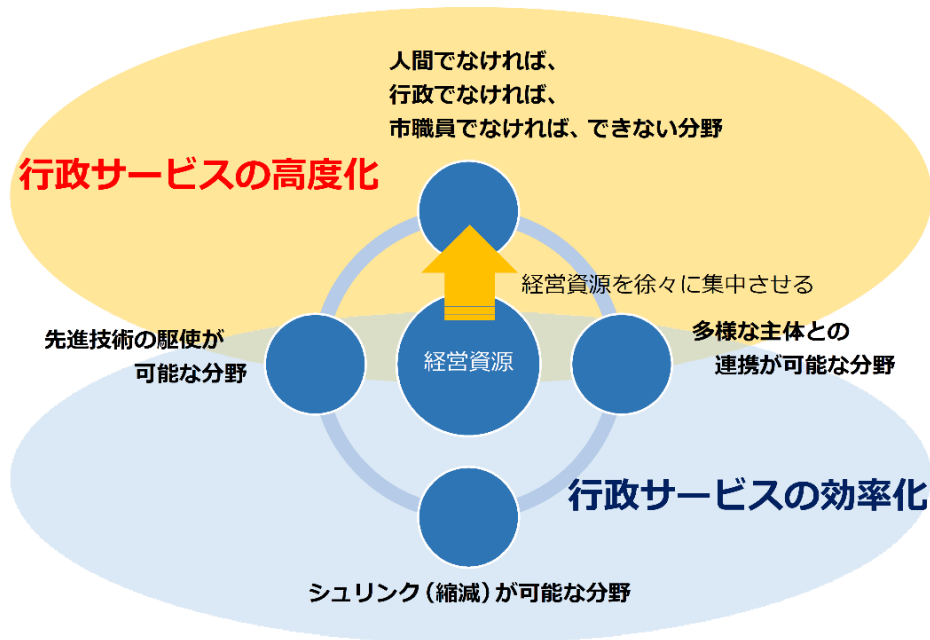 人間でなければ、
行政でなければ、
市職員でなければ、できない分野
行政サービスの高度化
経営資源を徐々に集中させる
先進技術の駆使が
可能な分野
経営資源
多様な主体との
連携が可能な分野
行政サービスの効率化
シュリンク（縮減）が可能な分野